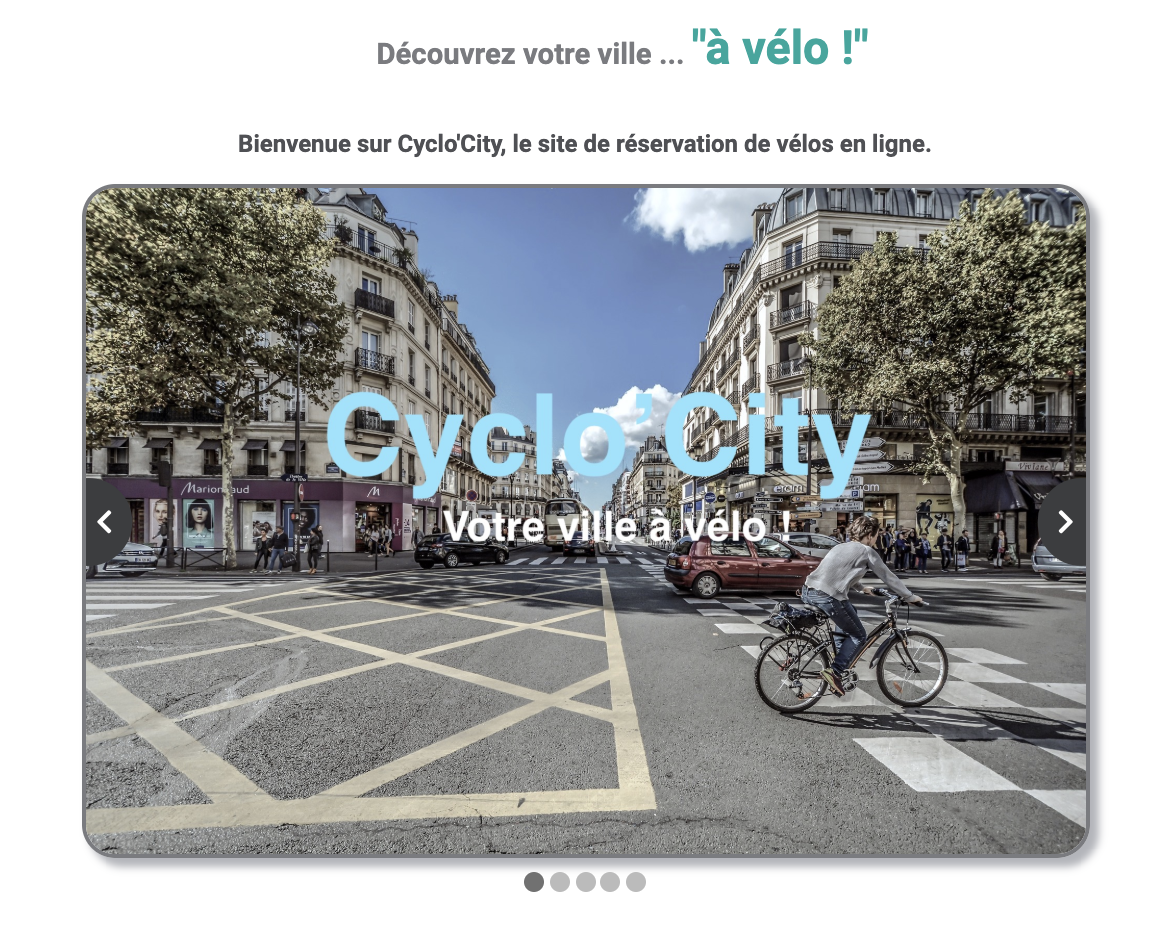 Découvrez votre ville ... "à vélo !"
Bienvenue sur Cyclo'City, le site de réservation de vélos en ligne.
Cyclo'City
Marionnaud
M
Viviane
Votre ville à vélo !